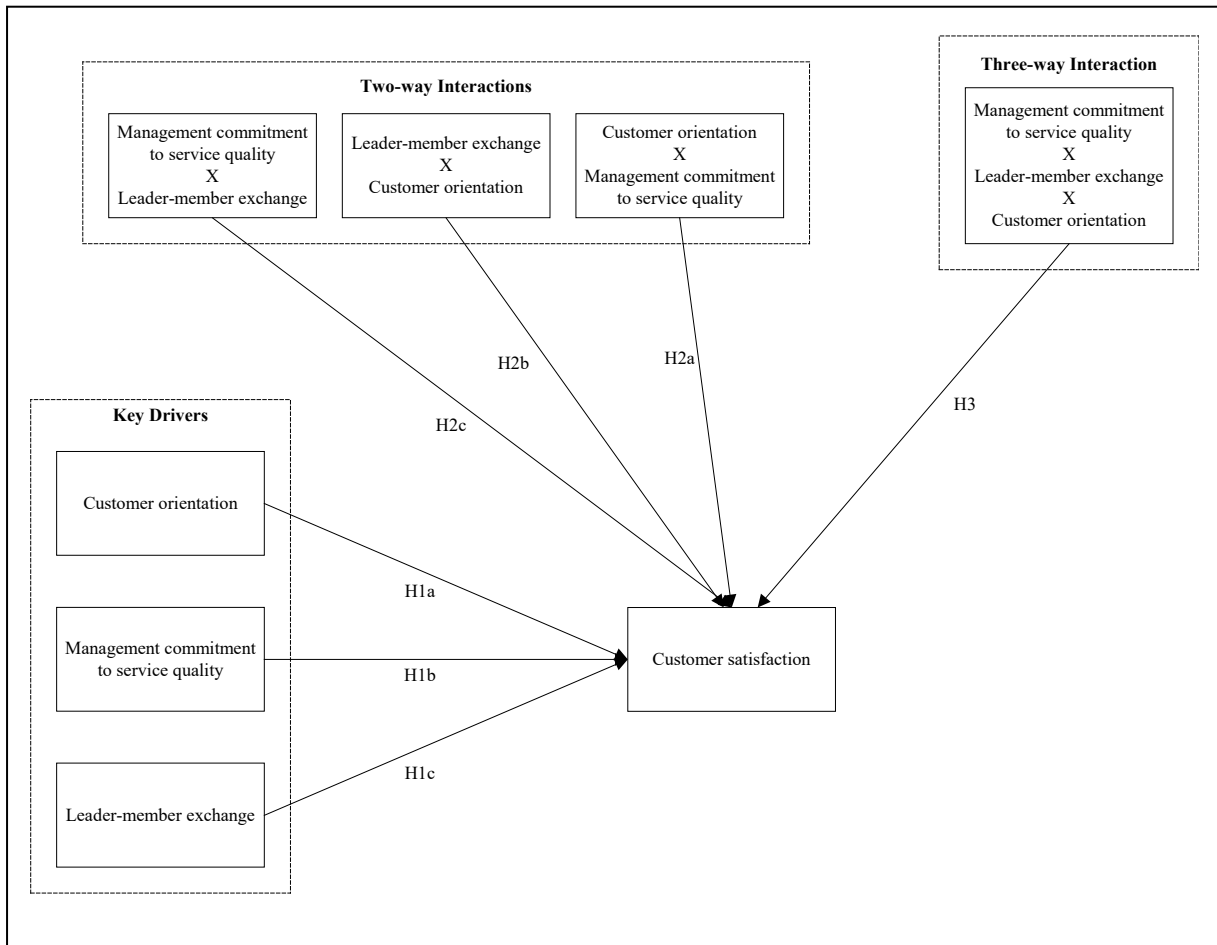 Two-way Interactions
Management commitment
to service quality
X
Leader-member exchange
Leader-member exchange
X
Customer orientation
Customer orientation
X
Management commitment
to service quality
Three-way Interaction
Management commitment
to service quality
X
Leader-member exchange
X
Customer orientation
H2b
H2a
H2c
H3
Key Drivers
Customer orientation
Management commitment
to service quality
Leader-member exchange
H1a
H1b
H1c
Customer satisfaction